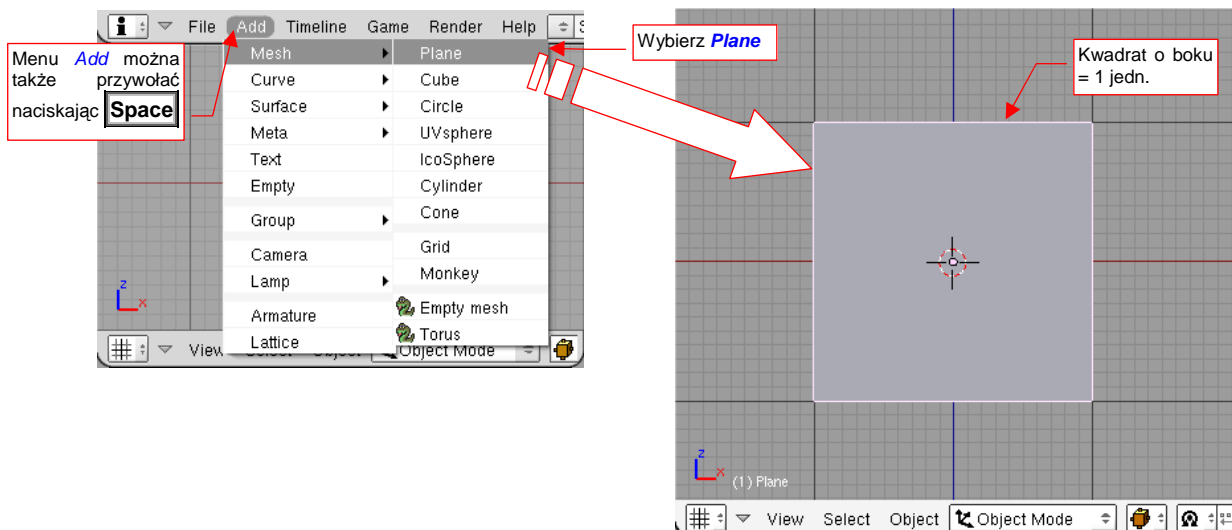 File Add Timeline Game Render Help
Menu Add można
także przywołać
naciskając Space
Mesh
Curve
Surface
Meta
Text
Empty
Group
Camera
Lamp
Armature
Lattice
Plane
Cube
Circle
UVsphere
IcoSphere
Cylinder
Cone
Grid
Monkey
Empty mesh
Torus
z
x
View Object Mode
Wybierz Plane
Kwadrat o boku
= 1 jedn.
z
x
(1) Plane
View Select Object Object Mode